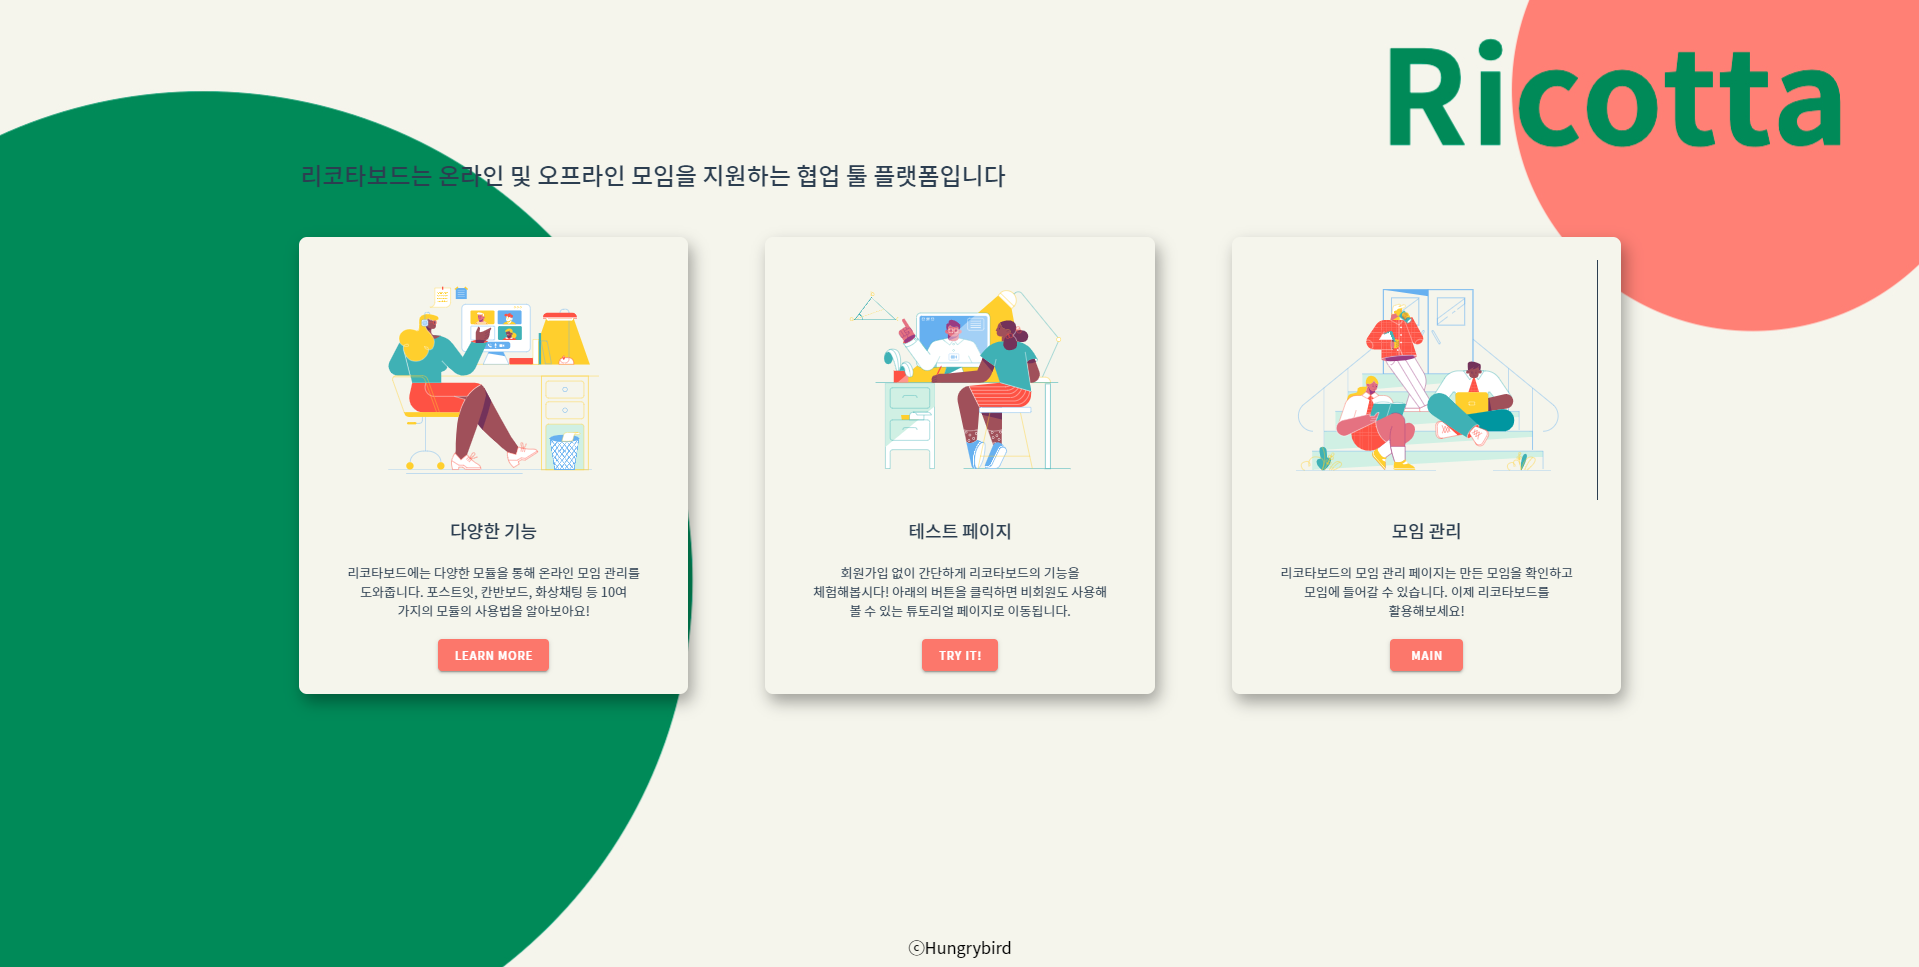 Ricotta
리코타보드는 온라인 및 오프라인 모임을 지원하는 협업 툴 플랫폼입니다
다양한 기능
리코타보드에는 다양한 모듈을 통해 온라인 모임 관리를
도와줍니다. 포스트잇, 칸반보드, 화상채팅 등 10여
가지의 모듈의 사용법을 알아보아요!
LEARN MORE
테스트 페이지
회원가입 없이 간단하게 리코타보드의 기능을
체험해봅시다! 아래의 버튼을 클릭하면 비회원도 사용해
볼 수 있는 튜토리얼 페이지로 이동됩니다.
TRY IT!
모임 관리
리코타보드의 모임 관리 페이지는 만든 모임을 확인하고
모임에 들어갈 수 있습니다. 이제 리코타보드를
활용해보세요!
MAIN
ⓒHungrybird